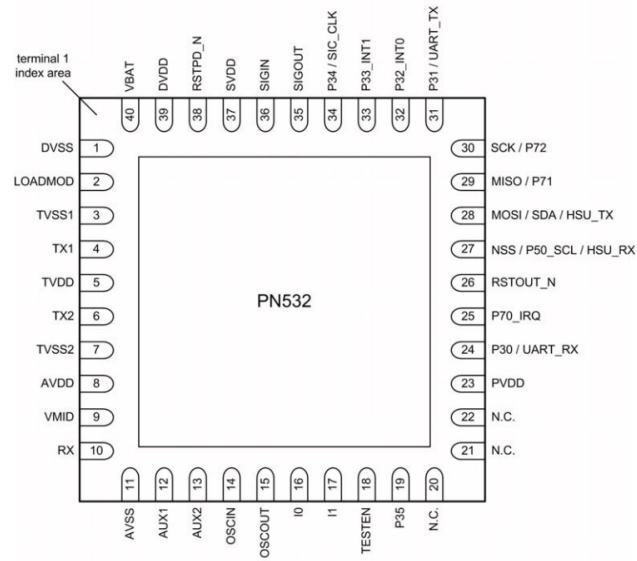 terminal 1
index area
VBAT
DVDD
RSTPD_N
SVDD
SIGIN
SIGOUT
P34 / SIC_CLK
P33_INT1
P32_INT0
P31 / UART_TX
40
39
38
37
36
35
34
33
32
31
DVSS 1
LOADMOD 2
TVSS1 3
TX1 4
TVDD 5
TX2 6
TVSS2 7
AVDD 8
VMID 9
RX 10
PN532
30 SCK / P72
29 MISO / P71
28 MOSI / SDA / HSU_TX
27 NSS / P50_SCL / HSU_RX
26 RSTOUT_N
25 P70_IRQ
24 P30 / UART_RX
23 PVDD
22 N.C.
21 N.C.
11
12
13
14
15
16
17
18
19
20
AVSS
AUX1
AUX2
OSCIN
OSCOUT
I0
I1
TESTEN
P35
N.C.